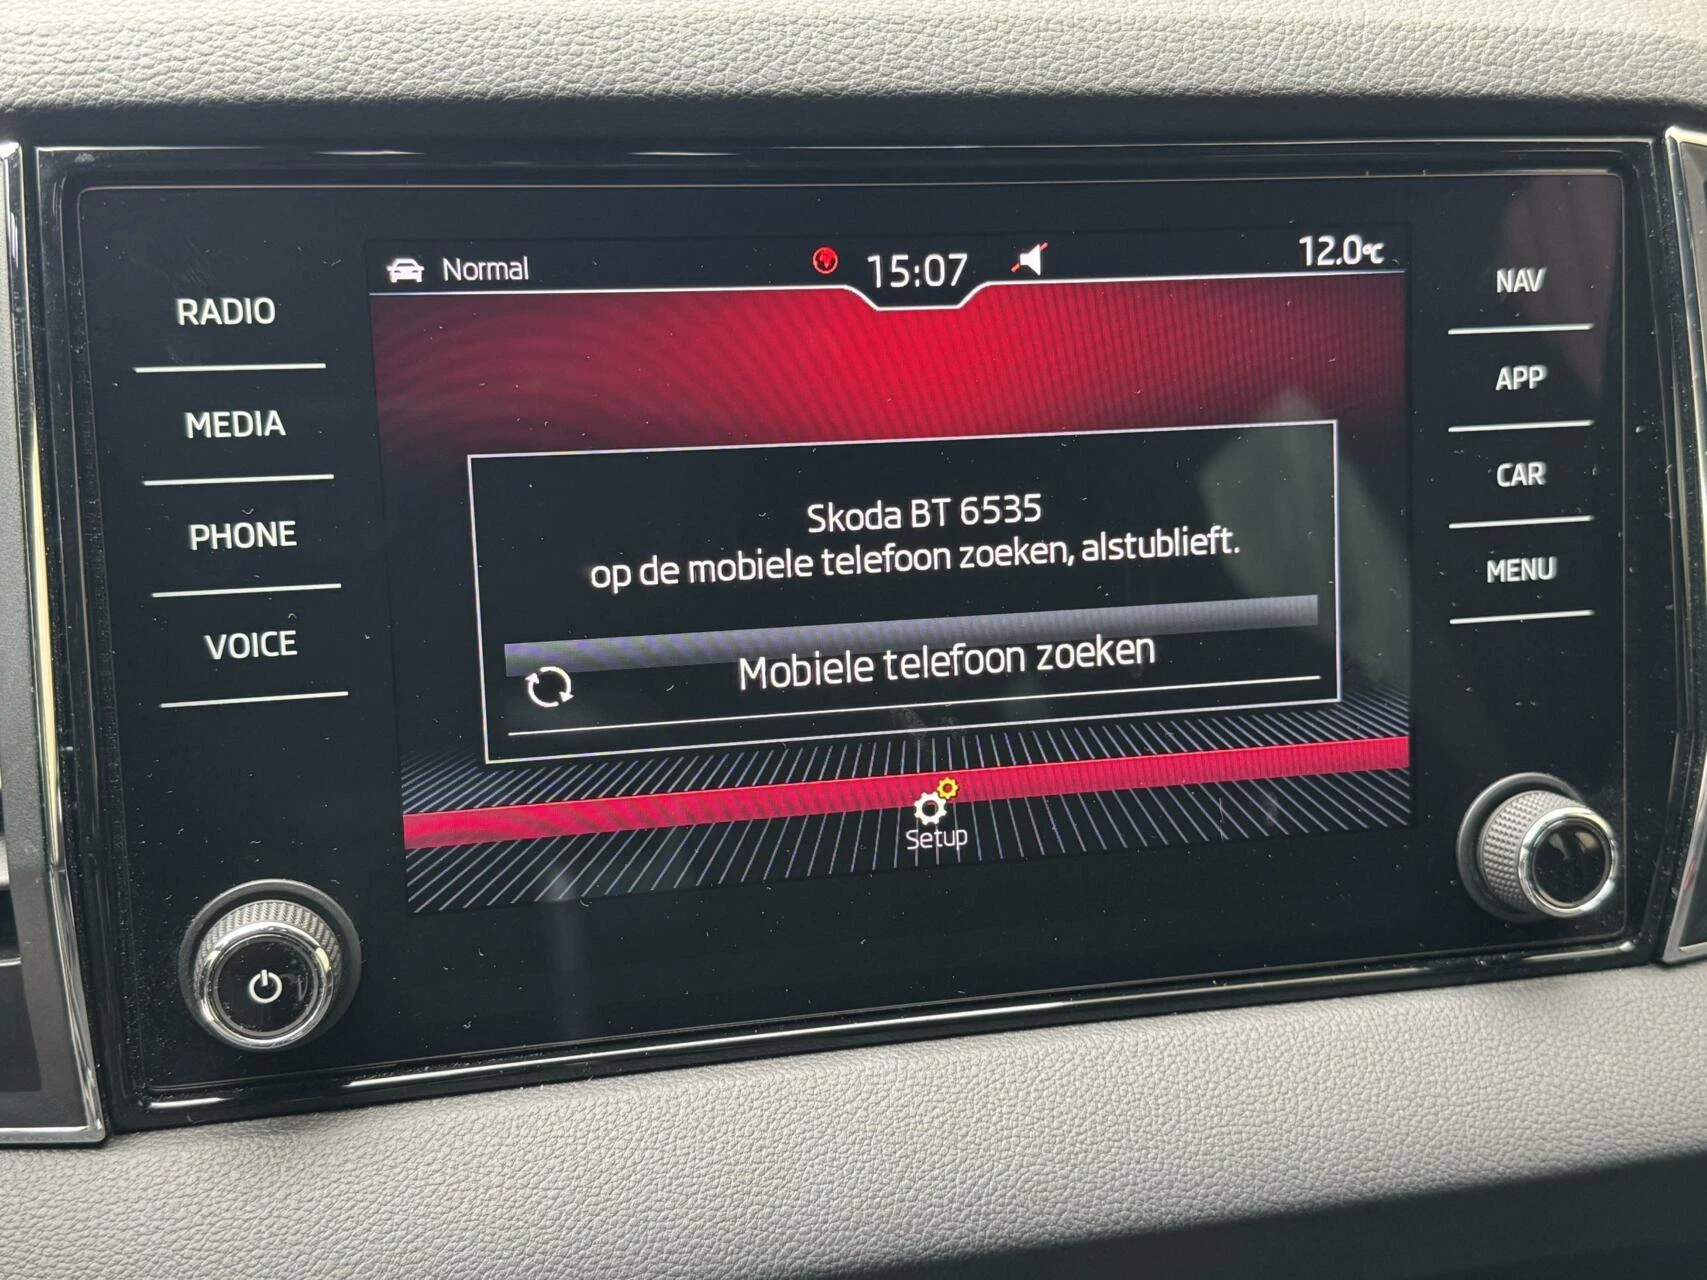 Normal
15:07
12.0°C
RADIO
MEDIA
PHONE
VOICE
NAV
APP
CAR
MENU
Skoda BT 6535
op de mobiele telefoon zoeken, alstublieft.
Mobiele telefoon zoeken
Setup